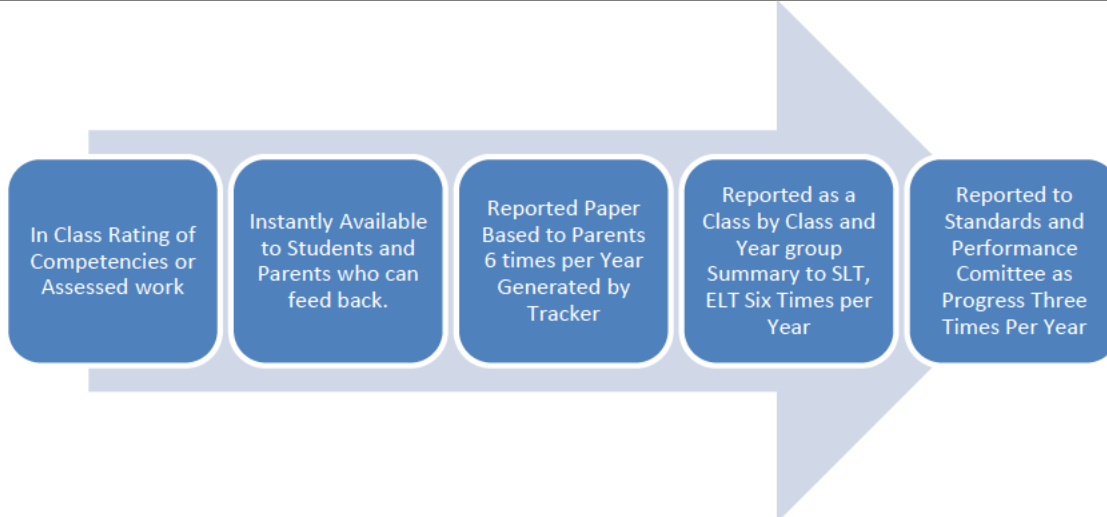 In Class Rating of
Competencies or
Assessed work
Instantly Available
to Students and
Parents who can
feed back.
Reported Paper
Based to Parents
6 times per Year
Generated by
Tracker
Reported as a
Class by Class and
Year group
Summary to SLT,
ELT Six Times per
Year
Reported to
Standards and
Performance
Comittee as
Progress Three
Times Per Year